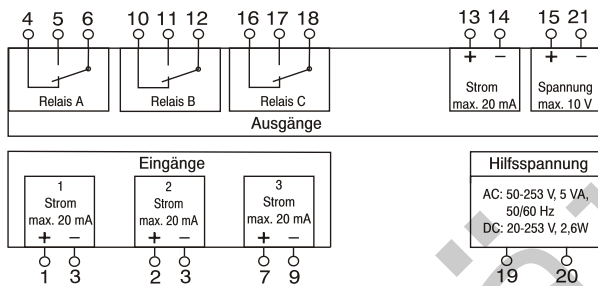 4 5 6 10 11 12 16 17 18 13 14 15 21
+ − + −
Relais A Relais B Relais C
Strom
max. 20 mA
Spannung
max. 10 V
Ausgänge
Eingänge
1
Strom
max. 20 mA
+ −
2
Strom
max. 20 mA
+ −
3
Strom
max. 20 mA
+ −
1 3 2 3 7 9
Hilfsspannung
AC: 50-253 V, 5 VA,
50/60 Hz
DC: 20-253 V, 2,6W
19 20